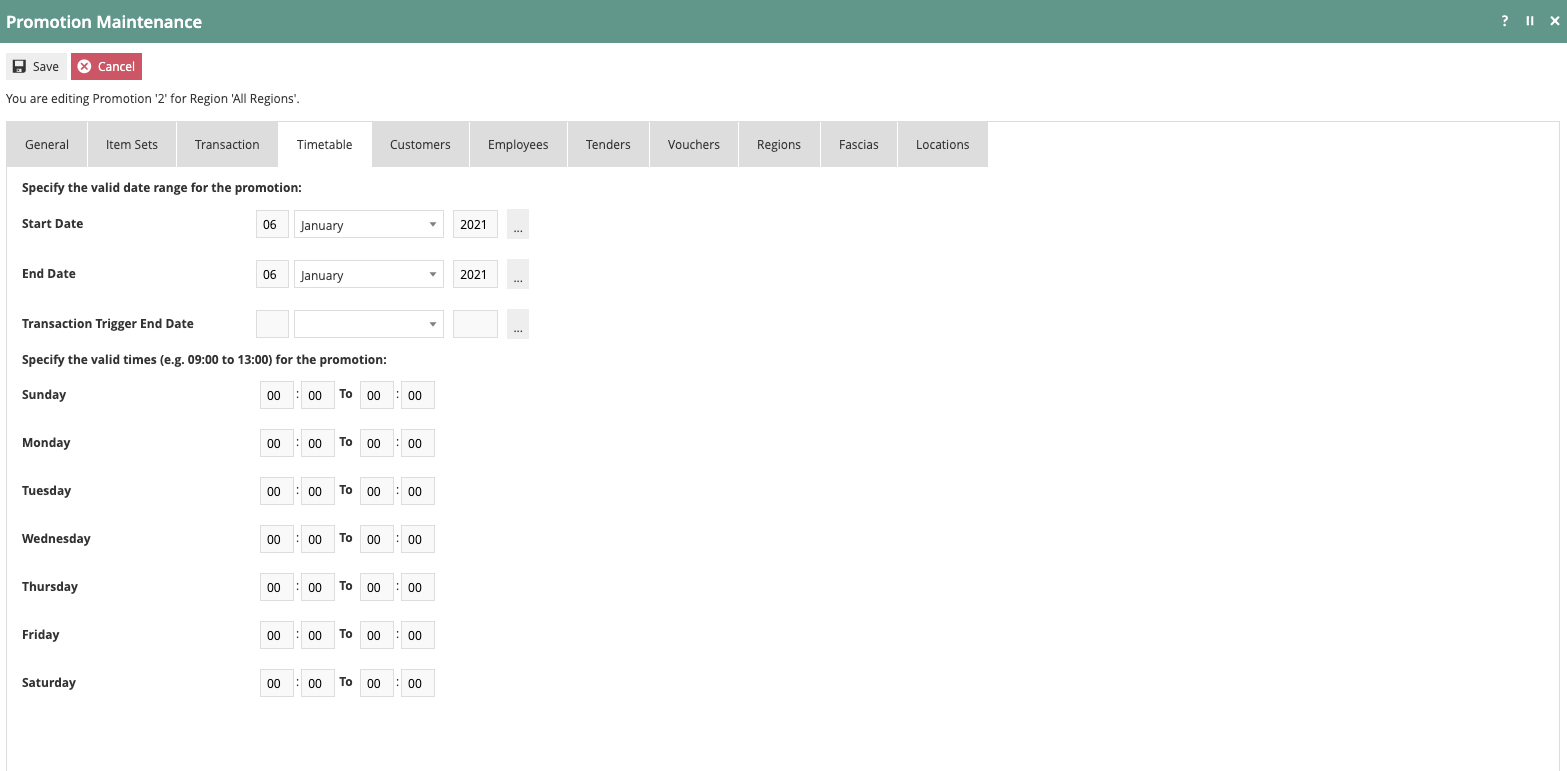 Promotion Maintenance ? II ×
Save Cancel
You are editing Promotion '2' for Region 'All Regions'.
General Item Sets Transaction Timetable Customers Employees Tenders Vouchers Regions Fascias Locations
Specify the valid date range for the promotion:
Start Date 06 January 2021 ...
End Date 06 January 2021 ...
Transaction Trigger End Date ...
Specify the valid times (e.g. 09:00 to 13:00) for the promotion:
Sunday 00 : 00 To 00 : 00
Monday 00 : 00 To 00 : 00
Tuesday 00 : 00 To 00 : 00
Wednesday 00 : 00 To 00 : 00
Thursday 00 : 00 To 00 : 00
Friday 00 : 00 To 00 : 00
Saturday 00 : 00 To 00 : 00